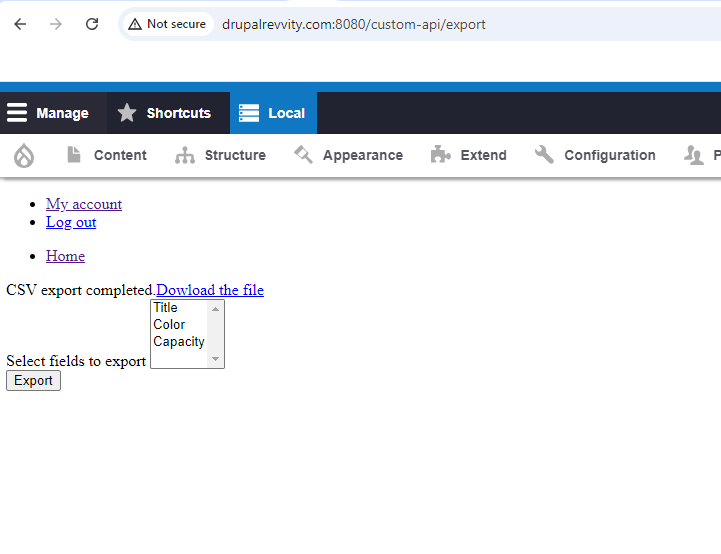 Not secure drupalrevvity.com:8080/custom-api/export
Manage Shortcuts Local
Content Structure Appearance Extend Configuration P
My account
Log out
Home
CSV export completed.Dowload the file
Title
Color
Capacity
Select fields to export
Export